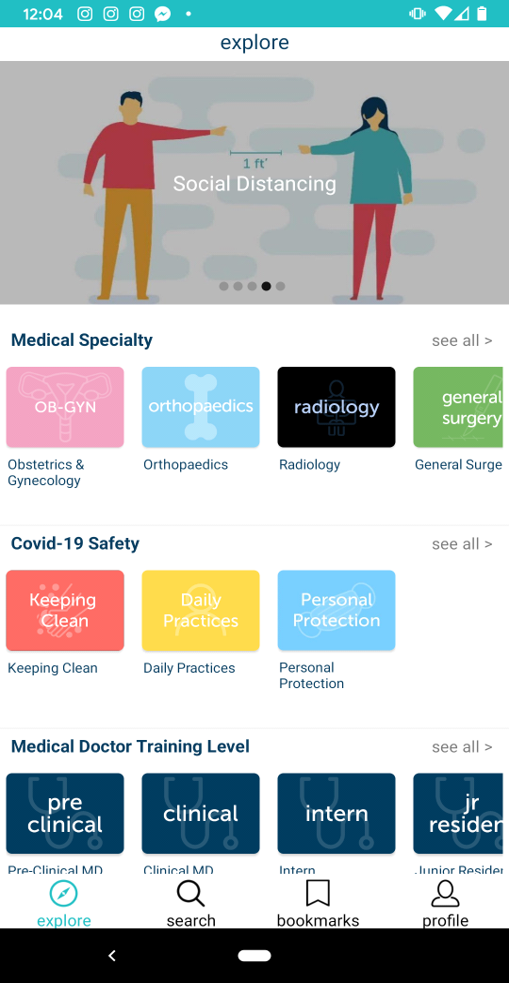 12:04
explore
1 ft'
Social Distancing
Medical Specialty
see all >
OB-GYN
orthopaedics
radiology
general
surgery
Obstetrics &
Gynecology
Orthopaedics
Radiology
General Surge
Covid-19 Safety
see all >
Keeping
Clean
Daily
Practices
Personal
Protection
Keeping Clean
Daily Practices
Personal
Protection
Medical Doctor Training Level
see all >
pre
clinical
clinical
intern
jr
resider
Pre-Clinical MD
Clinical MD
Intern
Junior Resider
explore
search
bookmarks
profile